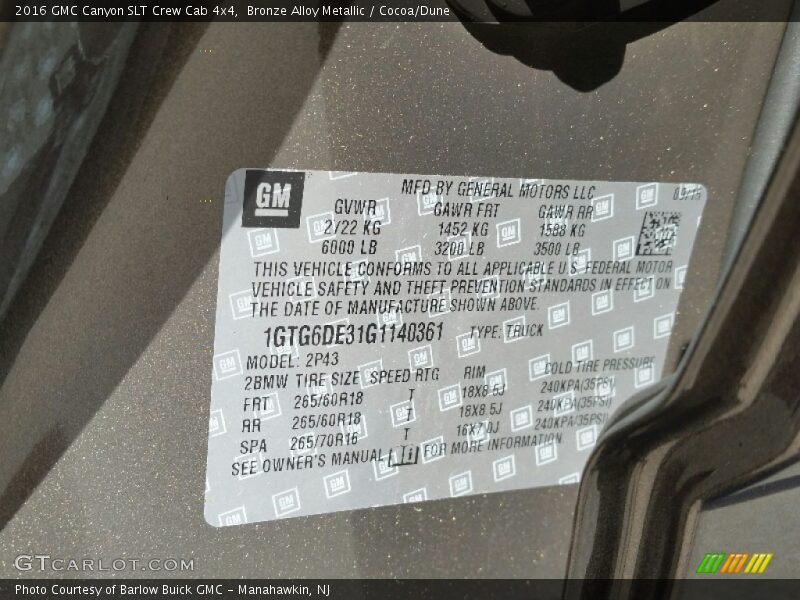 2016 GMC Canyon SLT Crew Cab 4x4, Bronze Alloy Metallic / Cocoa/Dune
GM MFD BY GENERAL MOTORS LLC 09/15
GVWR GAWR FRT GAWR RR
2722 KG 1452 KG 1588 KG
6000 LB 3200 LB 3500 LB
THIS VEHICLE CONFORMS TO ALL APPLICABLE U.S. FEDERAL MOTOR
VEHICLE SAFETY AND THEFT PREVENTION STANDARDS IN EFFECT ON
THE DATE OF MANUFACTURE SHOWN ABOVE.
1GTG6DE31G1140361 TYPE: TRUCK
MODEL: 2P43
2BMW TIRE SIZE SPEED RTG RIM COLD TIRE PRESSURE
FRT 265/60R18 T 18X8.5J 240KPA(35PSI)
RR 265/60R18 T 18X8.5J 240KPA(35PSI)
SPA 265/70R16 T 16X7.0J 240KPA(35PSI)
SEE OWNER'S MANUAL FOR MORE INFORMATION
GTCARLOT.COM
Photo Courtesy of Barlow Buick GMC – Manahawkin, NJ